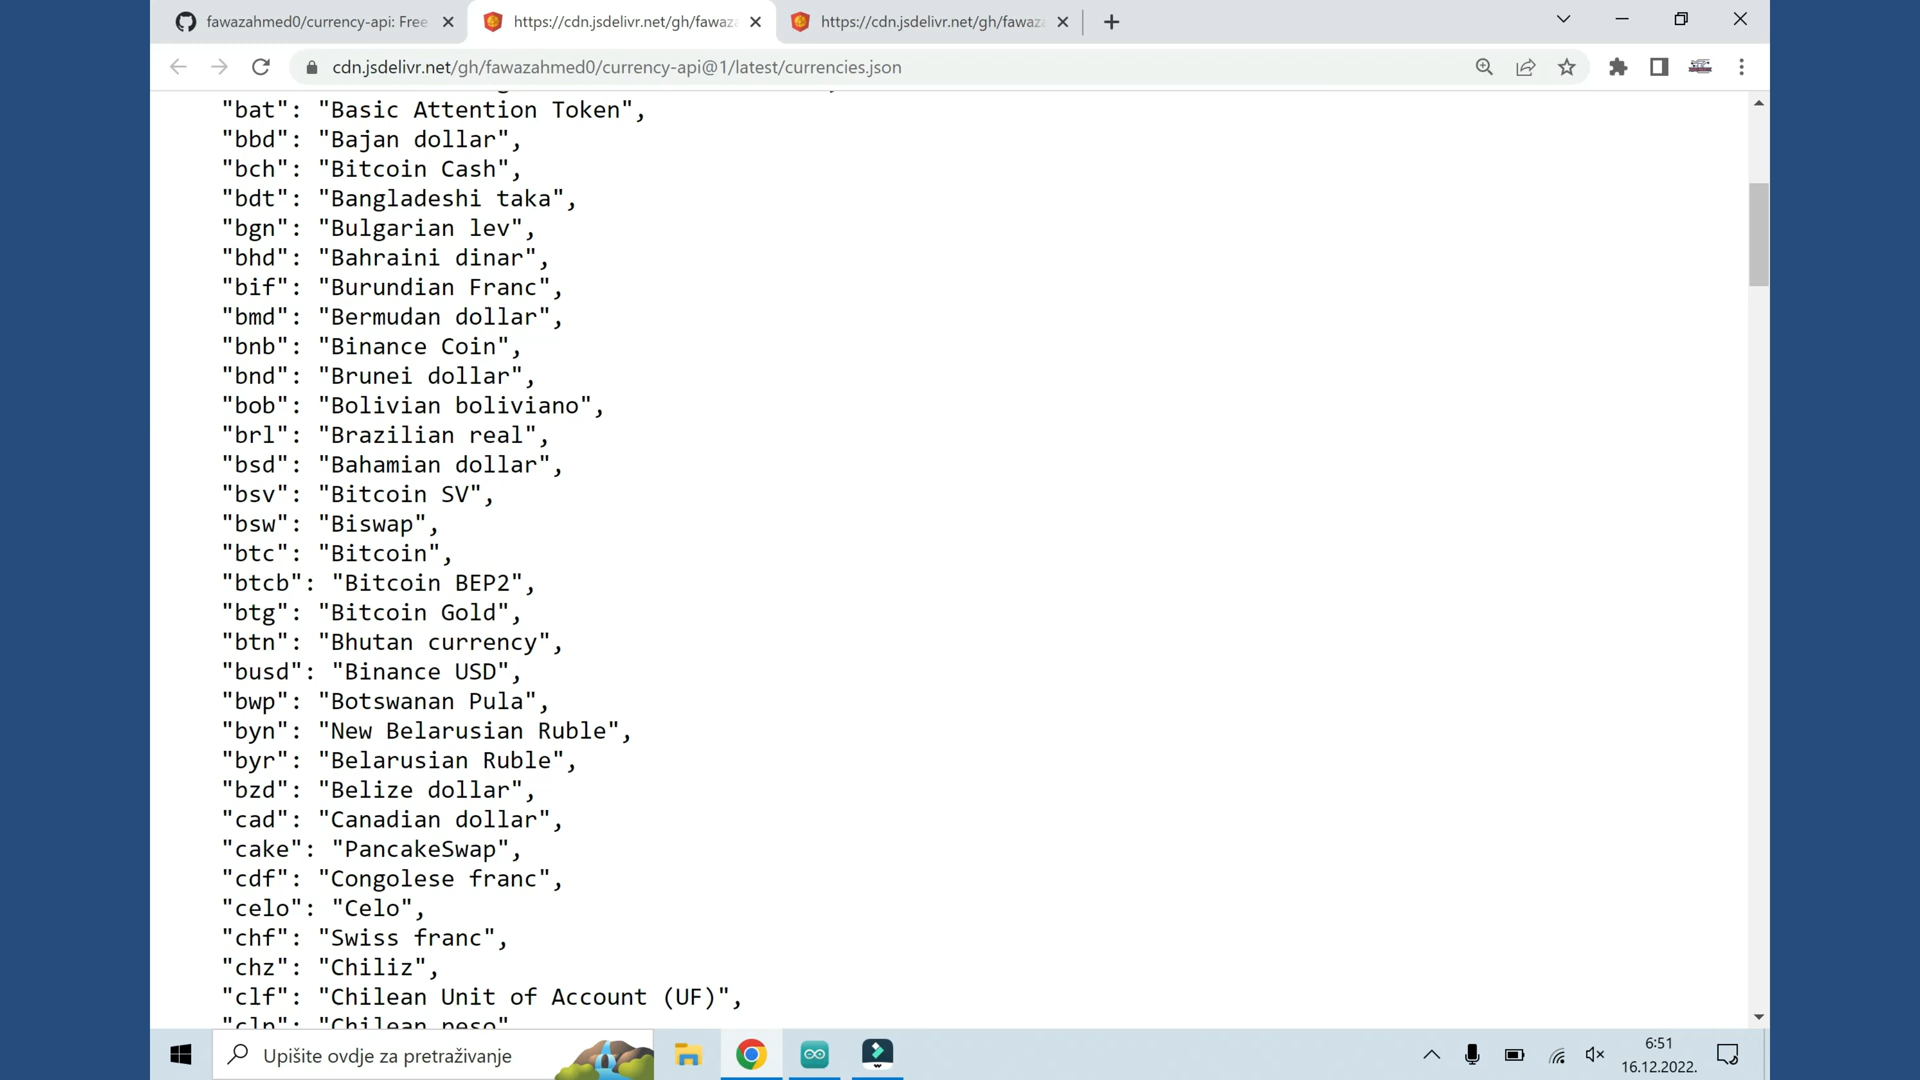 fawazahmed0/currency-api: Free
https://cdn.jsdelivr.net/gh/fawaz
https://cdn.jsdelivr.net/gh/fawaz
cdn.jsdelivr.net/gh/fawazahmed0/currency-api@1/latest/currencies.json
"bat": "Basic Attention Token",
"bbd": "Bajan dollar",
"bch": "Bitcoin Cash",
"bdt": "Bangladeshi taka",
"bgn": "Bulgarian lev",
"bhd": "Bahraini dinar",
"bif": "Burundian Franc",
"bmd": "Bermudan dollar",
"bnb": "Binance Coin",
"bnd": "Brunei dollar",
"bob": "Bolivian boliviano",
"brl": "Brazilian real",
"bsd": "Bahamian dollar",
"bsv": "Bitcoin SV",
"bsw": "Biswap",
"btc": "Bitcoin",
"btcb": "Bitcoin BEP2",
"btg": "Bitcoin Gold",
"btn": "Bhutan currency",
"busd": "Binance USD",
"bwp": "Botswanan Pula",
"byn": "New Belarusian Ruble",
"byr": "Belarusian Ruble",
"bzd": "Belize dollar",
"cad": "Canadian dollar",
"cake": "PancakeSwap",
"cdf": "Congolese franc",
"celo": "Celo",
"chf": "Swiss franc",
"chz": "Chiliz",
"clf": "Chilean Unit of Account (UF)",
"clp": "Chilean peso"
Upišite ovdje za pretraživanje
6:51
16.12.2022.